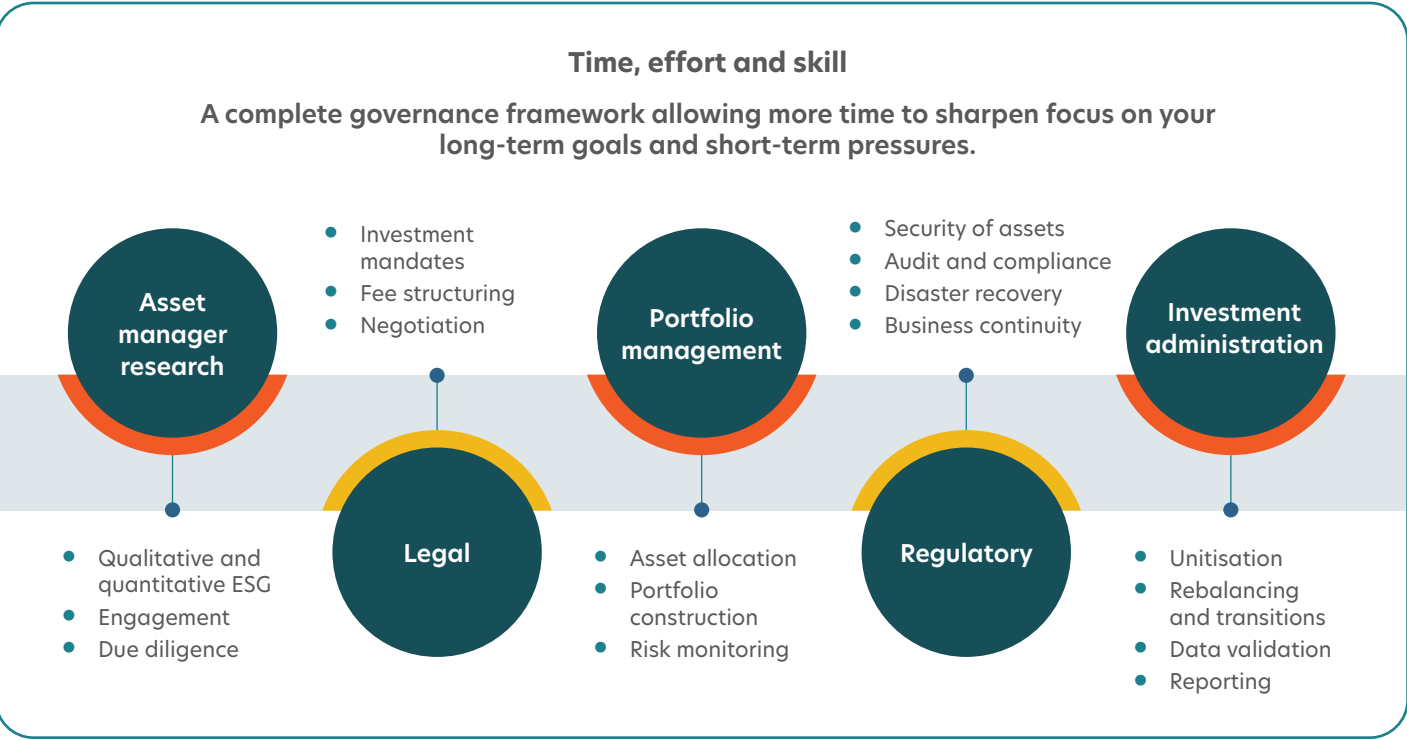 Time, effort and skill
A complete governance framework allowing more time to sharpen focus on your
long-term goals and short-term pressures.
Asset
manager
research
Qualitative and
quantitative ESG
Engagement
Due diligence
Investment
mandates
Fee structuring
Negotiation
Legal
Portfolio
management
Asset allocation
Portfolio
construction
Risk monitoring
Security of assets
Audit and compliance
Disaster recovery
Business continuity
Regulatory
Investment
administration
Unitisation
Rebalancing
and transitions
Data validation
Reporting